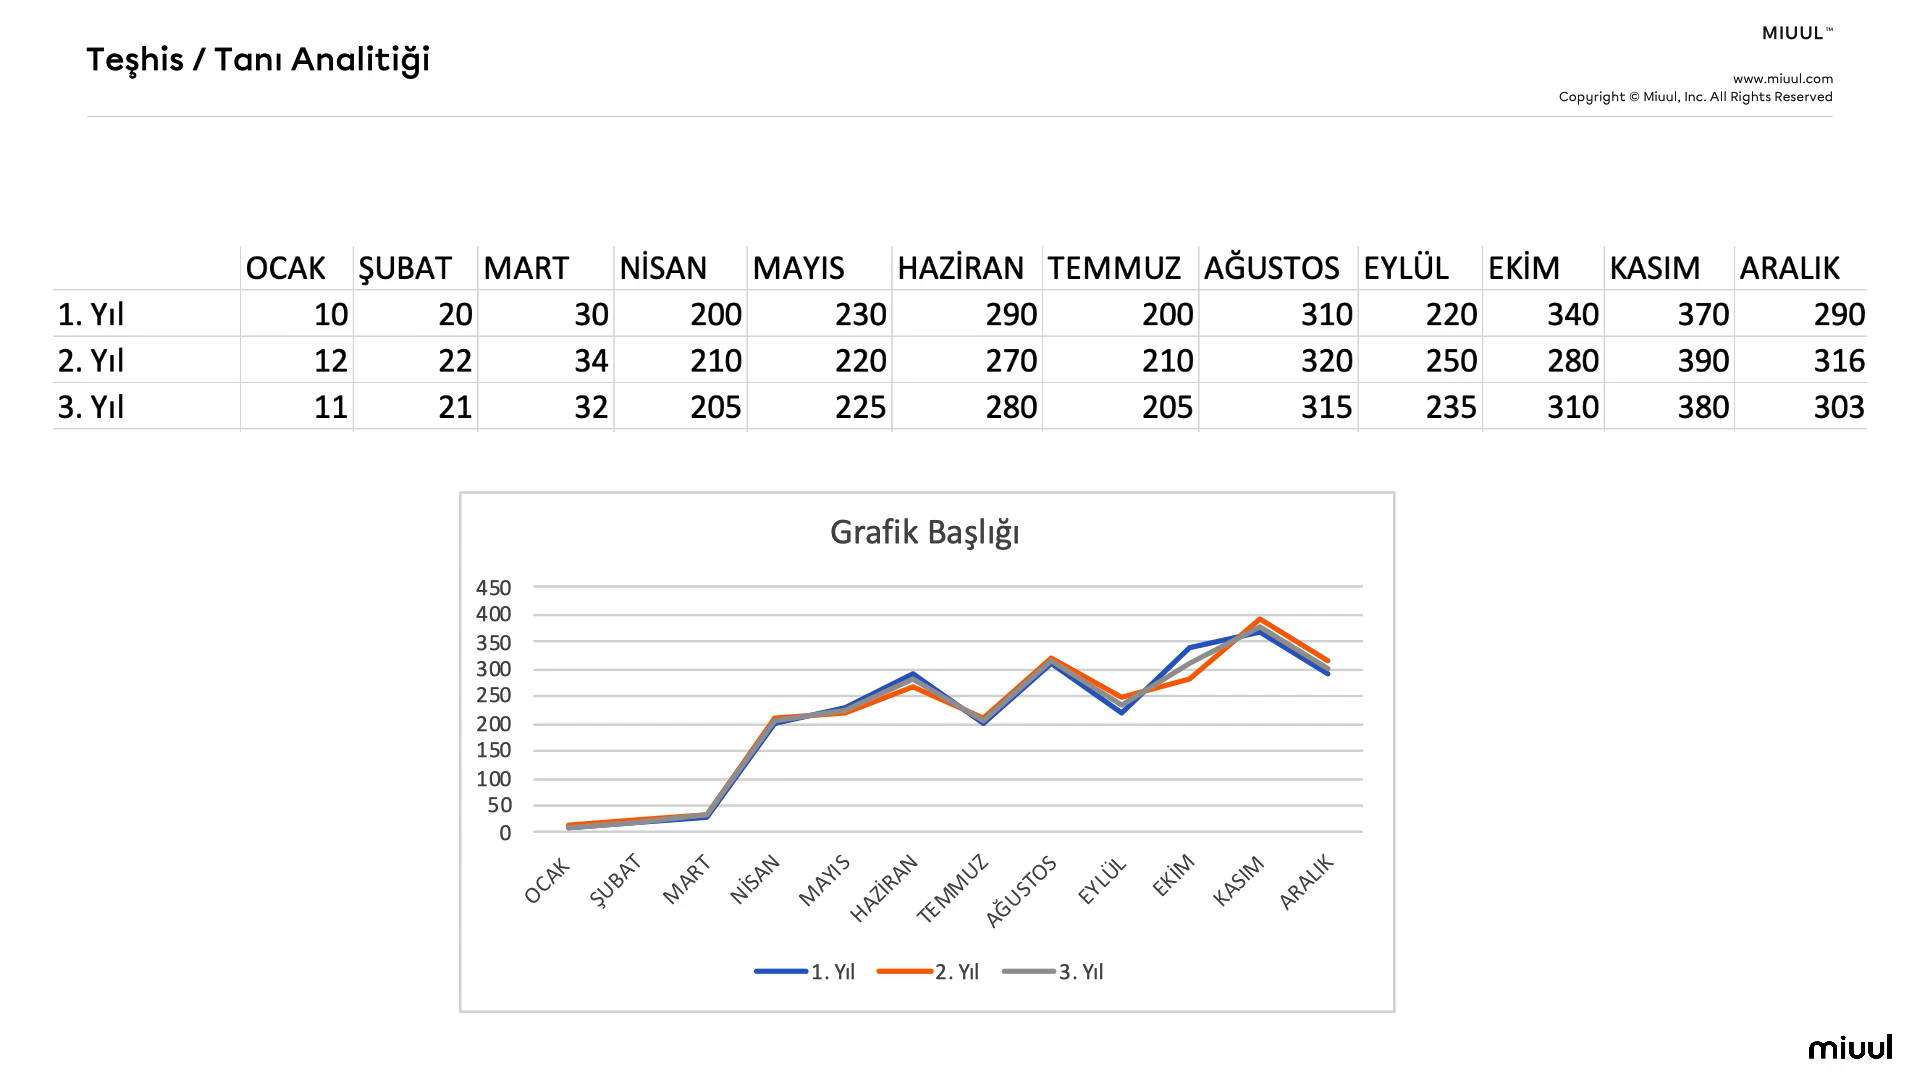 Teşhis / Tanı Analitiği
MIUUL™
www.miuul.com
Copyright © Miuul, Inc. All Rights Reserved
OCAK ŞUBAT MART NİSAN MAYIS HAZİRAN TEMMUZ AĞUSTOS EYLÜL EKİM KASIM ARALIK
1. Yıl 10 20 30 200 230 290 200 310 220 340 370 290
2. Yıl 12 22 34 210 220 270 210 320 250 280 390 316
3. Yıl 11 21 32 205 225 280 205 315 235 310 380 303
Grafik Başlığı
450
400
350
300
250
200
150
100
50
0
OCAK ŞUBAT MART NİSAN MAYIS HAZİRAN TEMMUZ AĞUSTOS EYLÜL EKİM KASIM ARALIK
1. Yıl 2. Yıl 3. Yıl
miuul